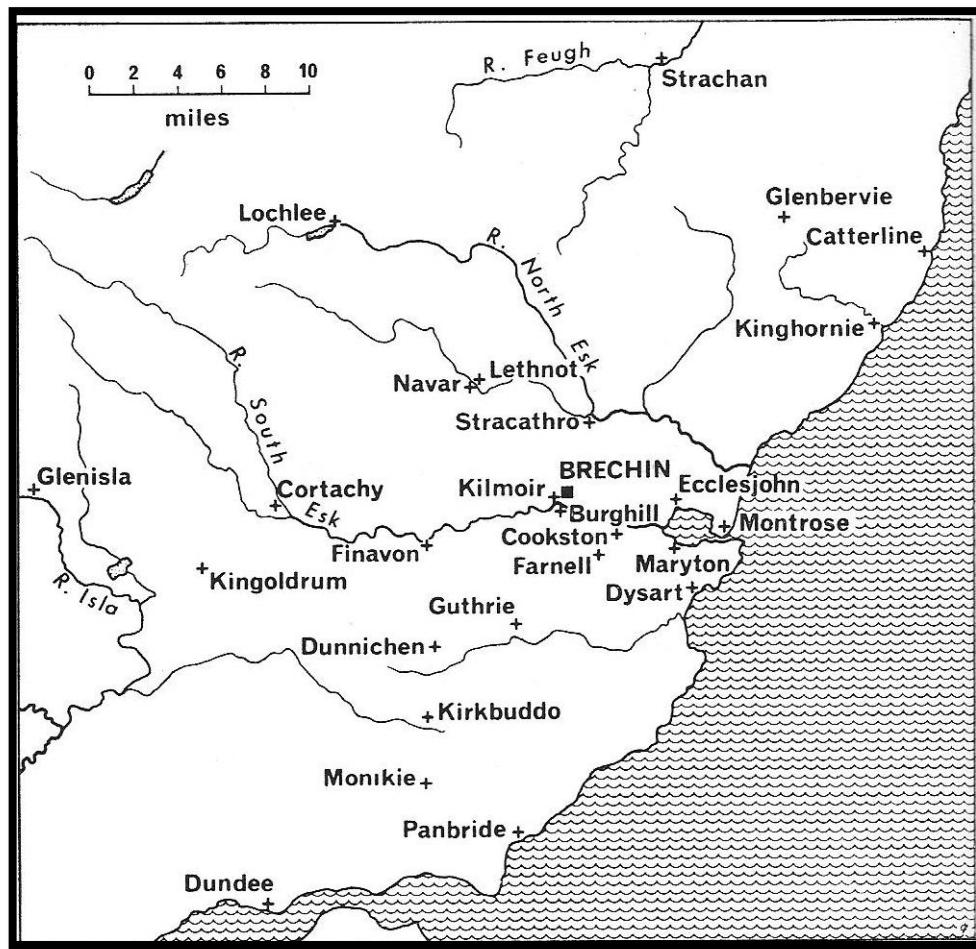 0 2 4 6 8 10
miles
R. Feugh
Strachan
Glenbervie
Lochlee
Catterline
R. North Esk
Kinghornie
Lethnot
Navar
Stracathro
R. South Esk
BRECHIN
Glenisla
Kilmoir
Ecclesjohn
Cortachy
Burghill
Montrose
Cookston
Finavon
Farnell
Maryton
Kingoldrum
Dysart
R. Isla
Guthrie
Dunnichen
Kirkbuddo
Monikie
Panbride
Dundee